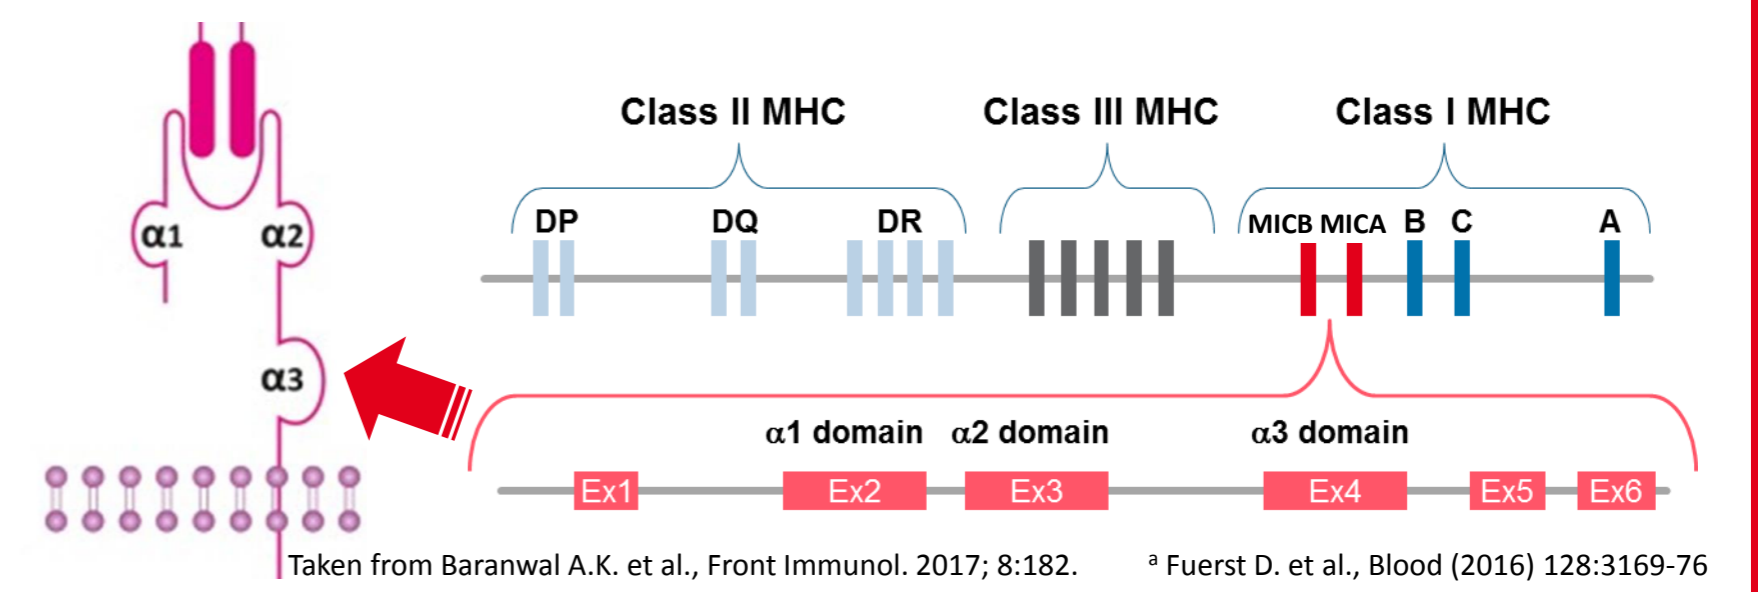 Class II MHC Class III MHC Class I MHC
DP DQ DR MICB MICA B C A
α1 α2
α3
α1 domain α2 domain α3 domain
Ex1 Ex2 Ex3 Ex4 Ex5 Ex6
Taken from Baranwal A.K. et al., Front Immunol. 2017; 8:182. a Fuerst D. et al., Blood (2016) 128:3169-76